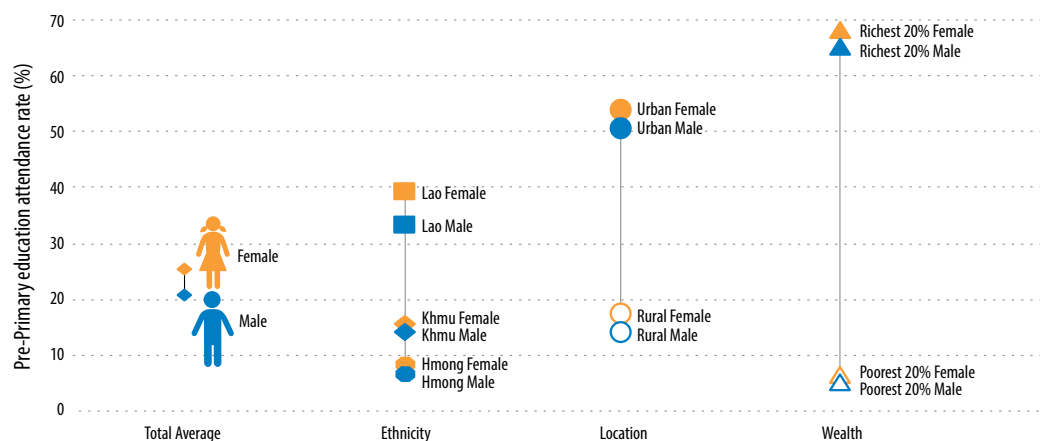 Pre-Primary education attendance rate (%)
70
60
50
40
30
20
10
0
Female
Male
Lao Female
Lao Male
Khmu Female
Khmu Male
Hmong Female
Hmong Male
Urban Female
Urban Male
Rural Female
Rural Male
Richest 20% Female
Richest 20% Male
Poorest 20% Female
Poorest 20% Male
Total Average
Ethnicity
Location
Wealth